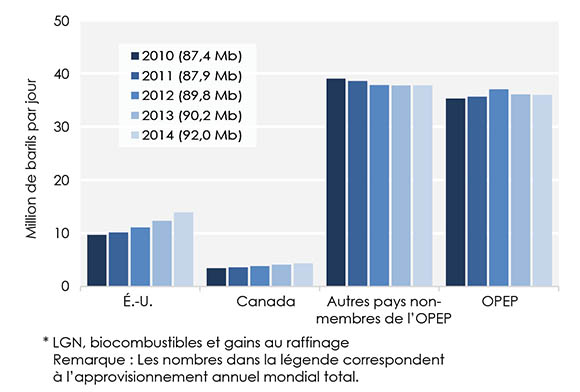 50
40
30
20
10
0
Million de barils par jour
2010 (87,4 Mb)
2011 (87,9 Mb)
2012 (89,8 Mb)
2013 (90,2 Mb)
2014 (92,0 Mb)
É.-U.
Canada
Autres pays non-
membres de l'OPEP
OPEP
* LGN, biocombustibles et gains au raffinage
Remarque : Les nombres dans la légende correspondent
à l'approvisionnement annuel mondial total.